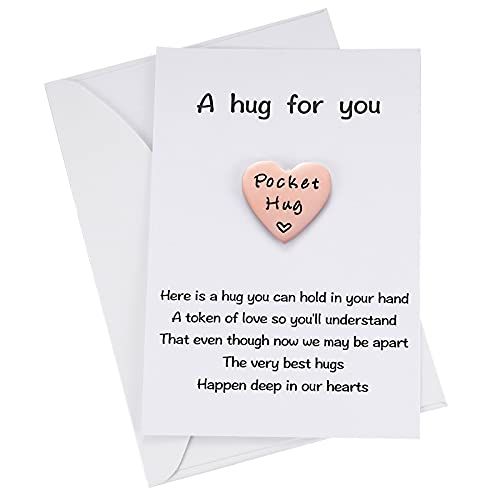 A hug for you
Pocket
Hug
Here is a hug you can hold in your hand
A token of love so you'll understand
That even though now we may be apart
The very best hugs
Happen deep in our hearts